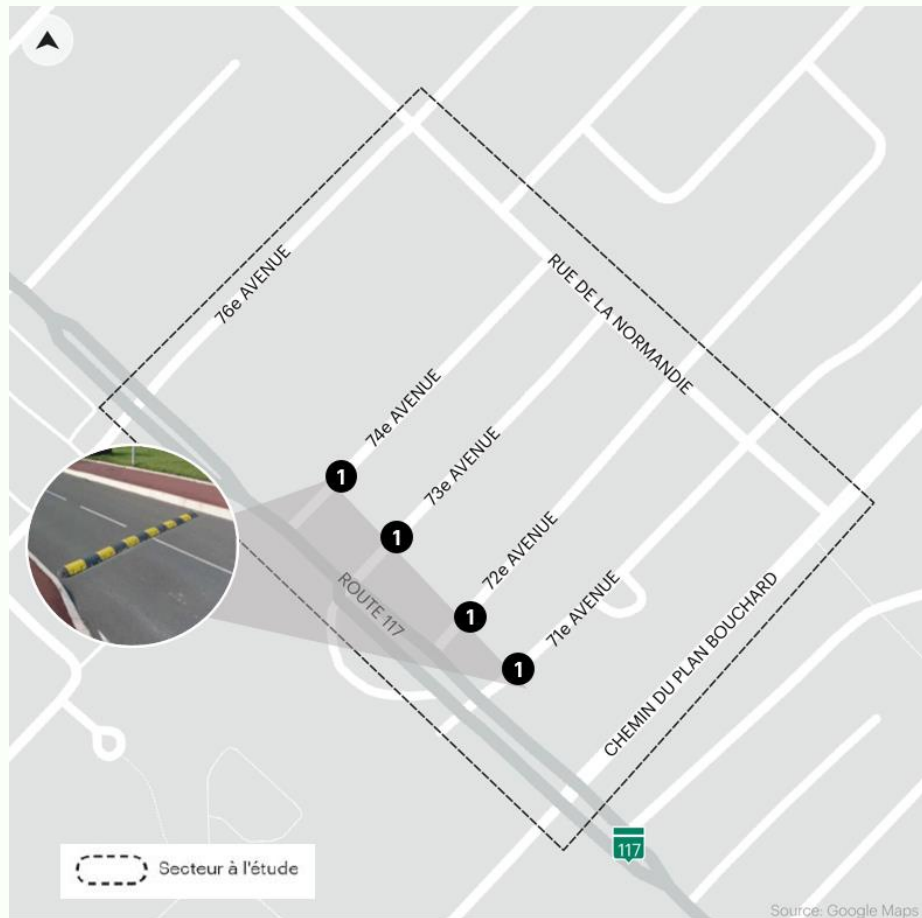 76e AVENUE
RUE DE LA NORMANDIE
74e AVENUE
73e AVENUE
1
1
72e AVENUE
71e AVENUE
ROUTE 117
1
1
CHEMIN DU PLAN BOUCHARD
117
Secteur à l'étude
Source: Google Maps